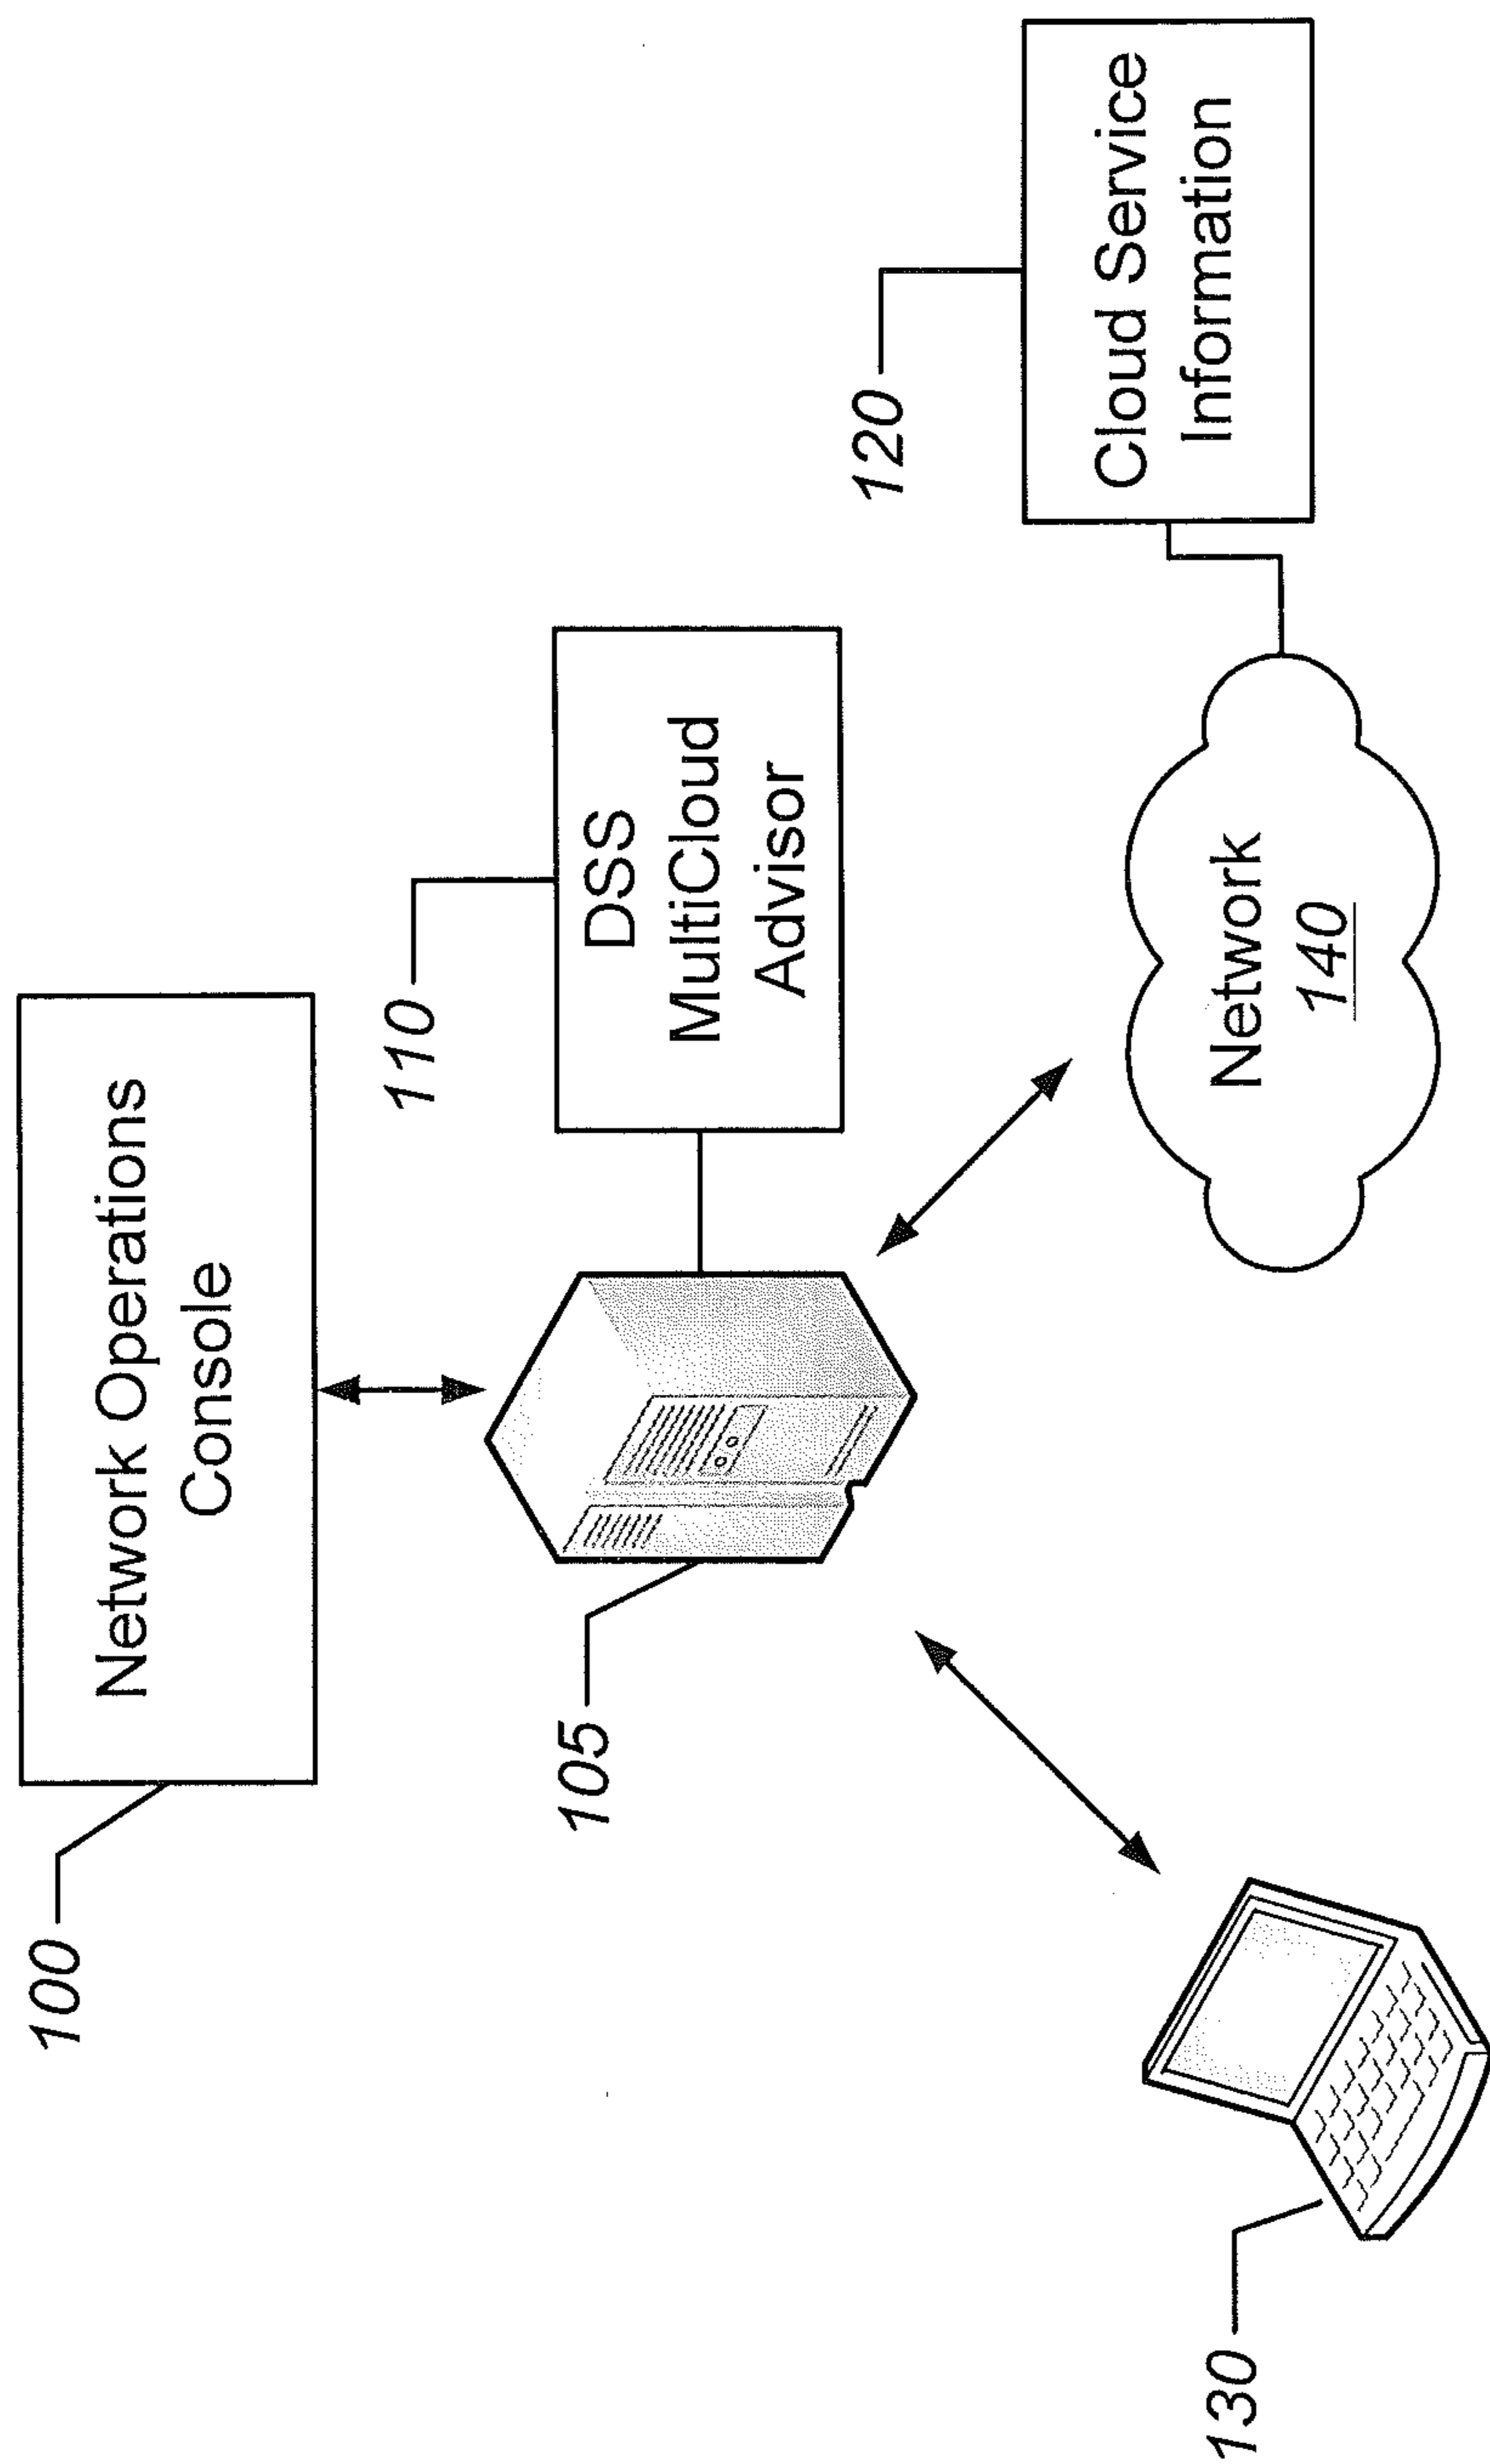 100
Network Operations
Console
105
110
DSS
MultiCloud
Advisor
120
Cloud Service
Information
130
Network
140